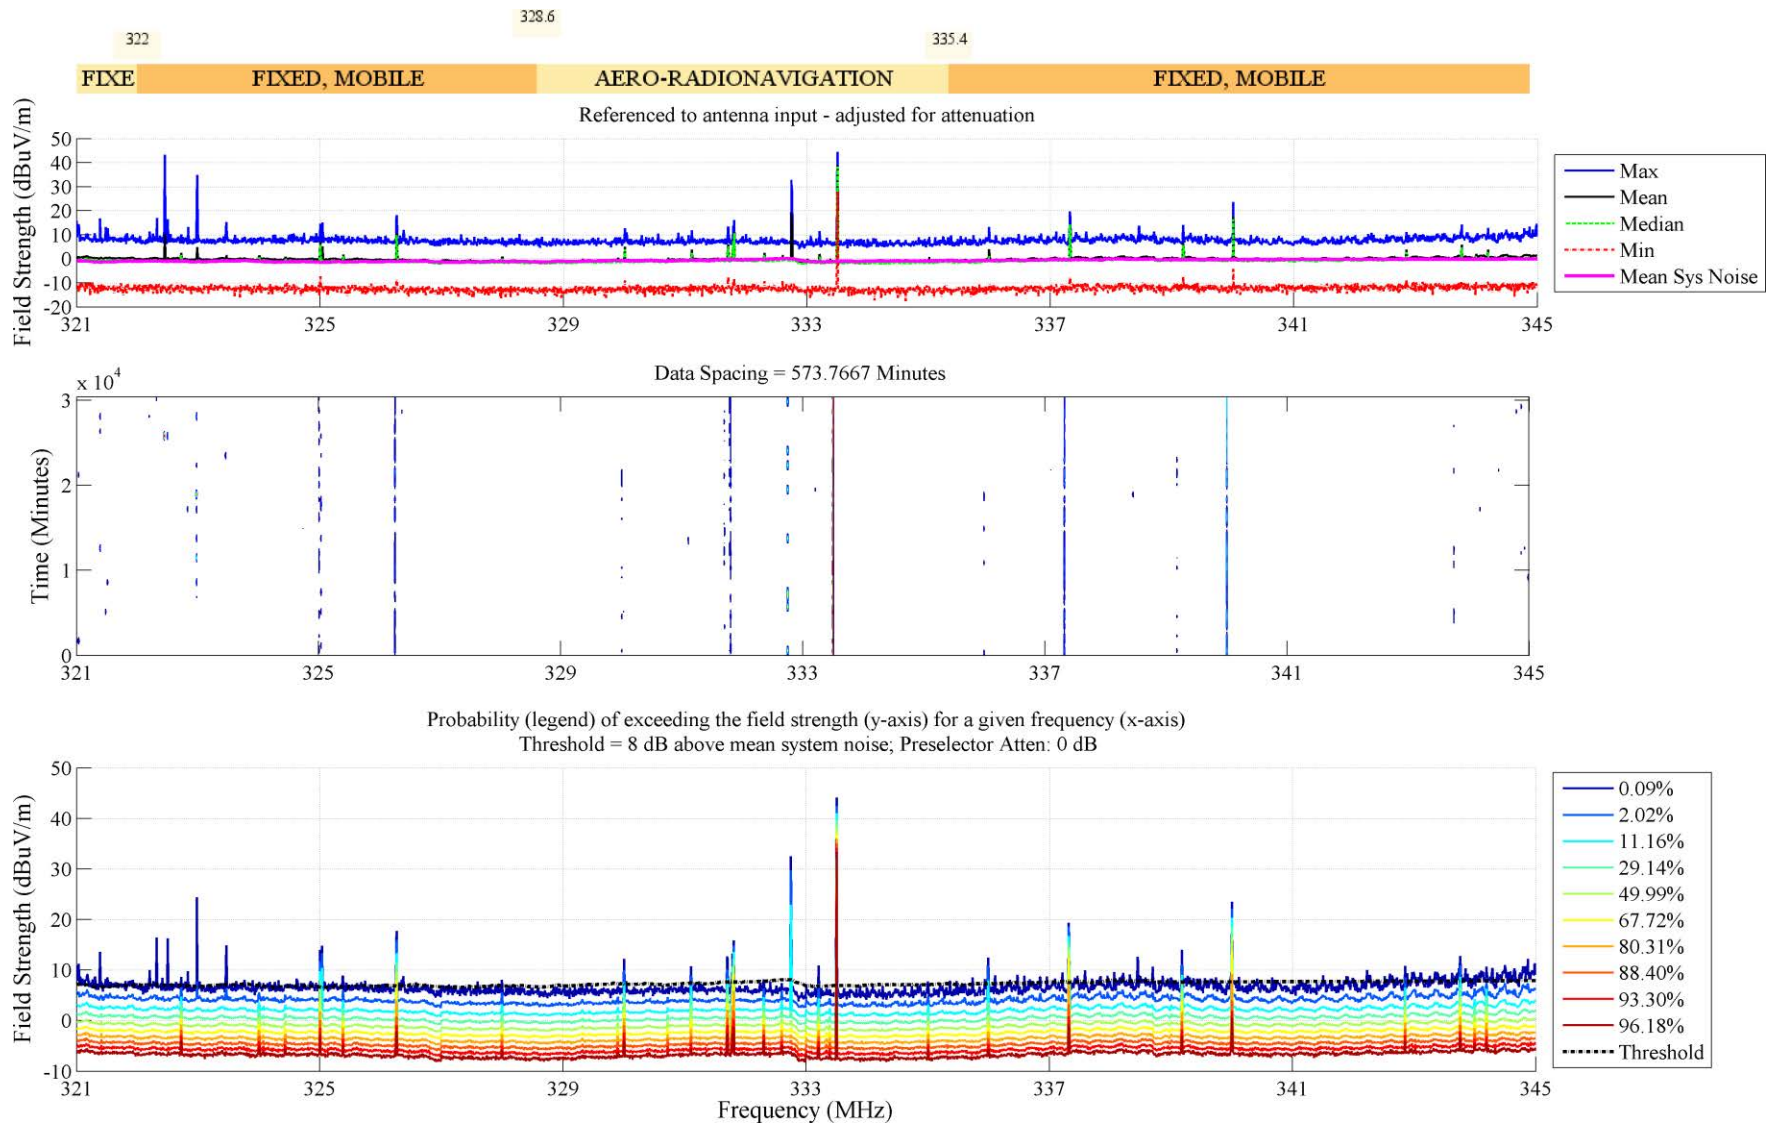 328.6
322
335.4
FIXE
FIXED, MOBILE
AERO-RADIONAVIGATION
FIXED, MOBILE
Referenced to antenna input - adjusted for attenuation
Field Strength (dBuV/m)
50
40
30
20
10
0
-10
-20
321
325
329
333
337
341
345
Max
Mean
Median
Min
Mean Sys Noise
Data Spacing = 573.7667 Minutes
x 10^4
Time (Minutes)
3
2
1
0
321
325
329
333
337
341
345
Probability (legend) of exceeding the field strength (y-axis) for a given frequency (x-axis)
Threshold = 8 dB above mean system noise; Preselector Atten: 0 dB
Field Strength (dBuV/m)
50
40
30
20
10
0
-10
321
325
329
333
337
341
345
Frequency (MHz)
0.09%
2.02%
11.16%
29.14%
49.99%
67.72%
80.31%
88.40%
93.30%
96.18%
Threshold